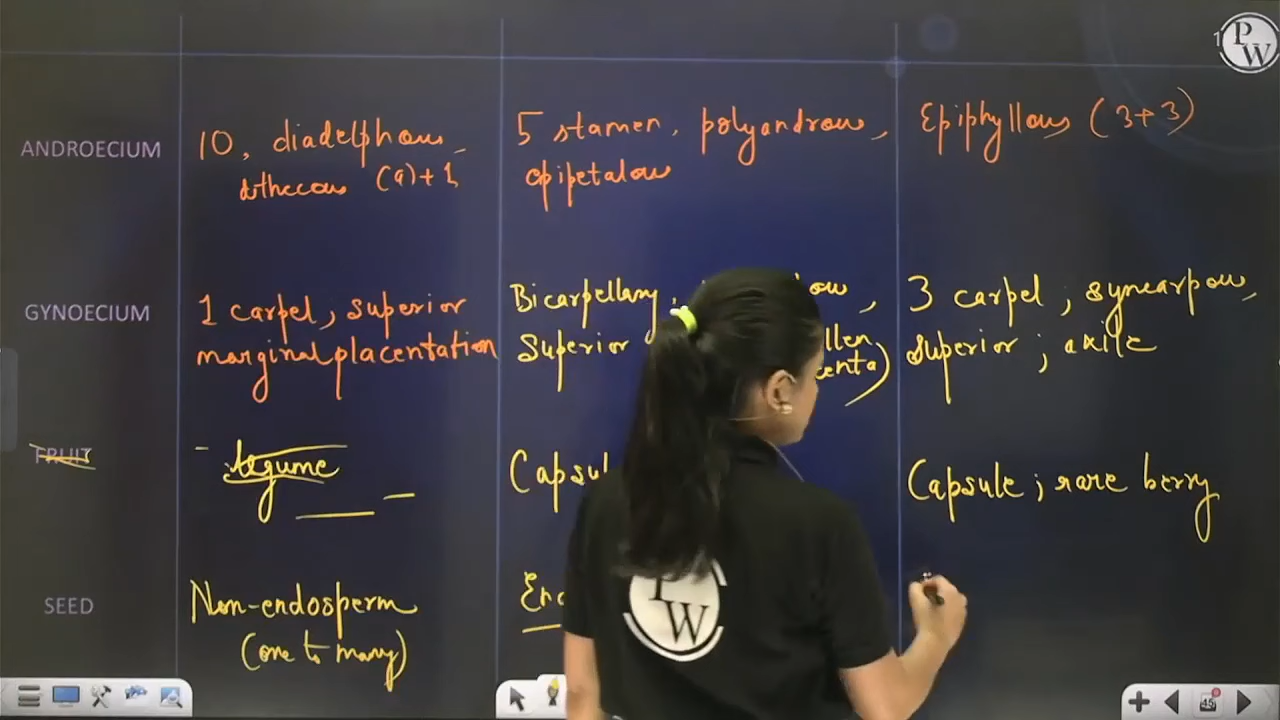 P
W
ANDROECIUM
10, diadelphous,
dithecous (9)+1
5 stamen, polyandrous,
epipetalous
Epiphyllous (3+3)
GYNOECIUM
1 carpel, superior
marginal placentation
Bicarpellary,
Superior
3 carpel, syncarpous,
Superior; axile
FRUIT
legume
Capsule; rare berry
SEED
Non-endosperm
(one to many)
P
W
45